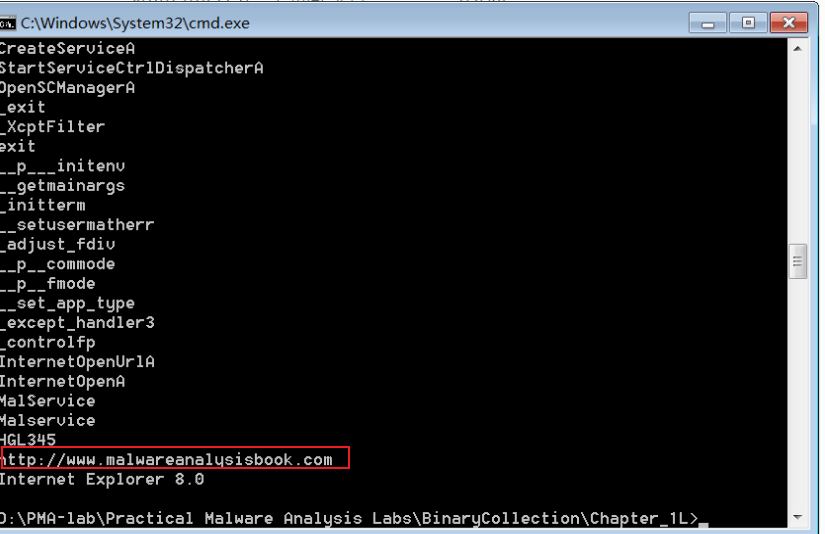 C:\Windows\System32\cmd.exe
CreateServiceA
StartServiceCtrlDispatcherA
OpenSCManagerA
_exit
_XcptFilter
exit
__p___initenv
__getmainargs
_initterm
__setusermatherr
_adjust_fdiv
__p__commode
__p__fmode
__set_app_type
_except_handler3
_controlfp
InternetOpenUrlA
InternetOpenA
MalService
Malservice
HGL345
http://www.malwareanalysisbook.com
Internet Explorer 8.0
D:\PMA-lab\Practical Malware Analysis Labs\BinaryCollection\Chapter_1L>_